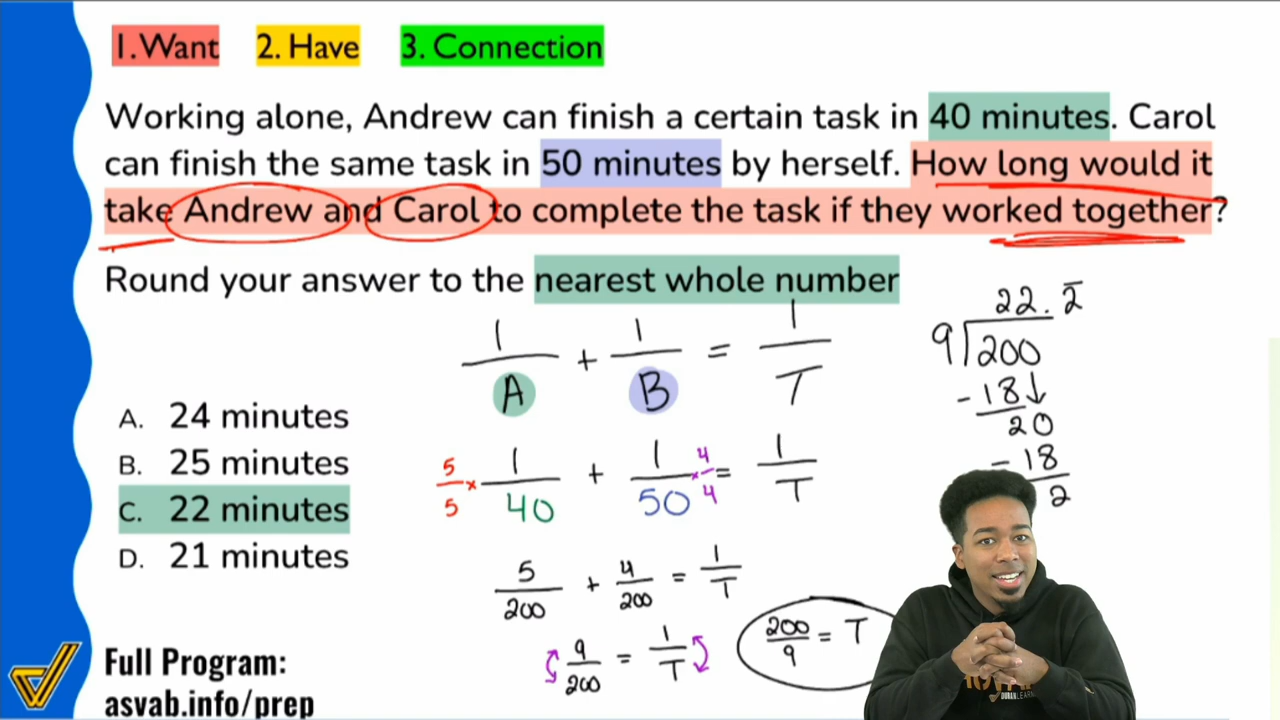 1. Want 2. Have 3. Connection
Working alone, Andrew can finish a certain task in 40 minutes. Carol
can finish the same task in 50 minutes by herself. How long would it
take Andrew and Carol to complete the task if they worked together?
Round your answer to the nearest whole number
A. 24 minutes
B. 25 minutes
C. 22 minutes
D. 21 minutes
1/A + 1/B = 1/T
5/5 × 1/40 + 1/50 × 4/4 = 1/T
5/200 + 4/200 = 1/T
9/200 = 1/T
200/9 = T
22.2̅
9)200
-18↓
20
-18
2
Full Program:
asvab.info/prep